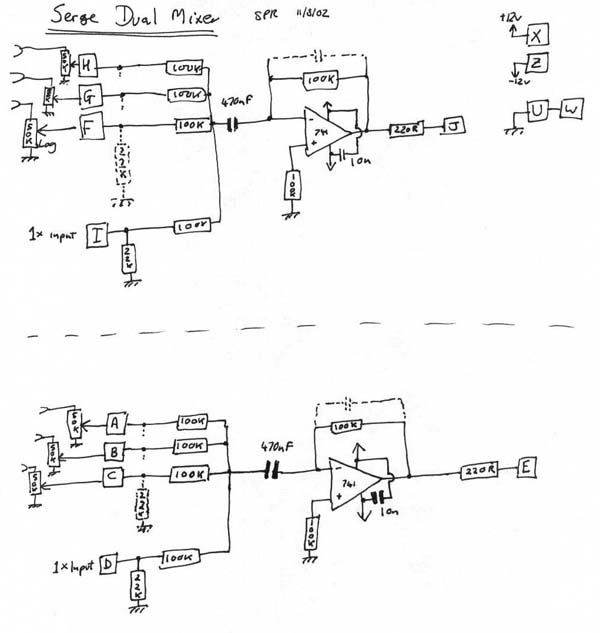 Serge Dual Mixer SPR 11/8/02
+12v X
Z
-12v
U W
50K H 100K
50K G 100K
50K F 100K 470nF
Log
22K
100K
- 741 +
10n
220R J
100K
1x input I 100K
22K
50K A 100K
50K B 100K
50K C 100K 470nF
22K
100K
- 741 +
10n
220R E
100K
1x Input D 100K
22K